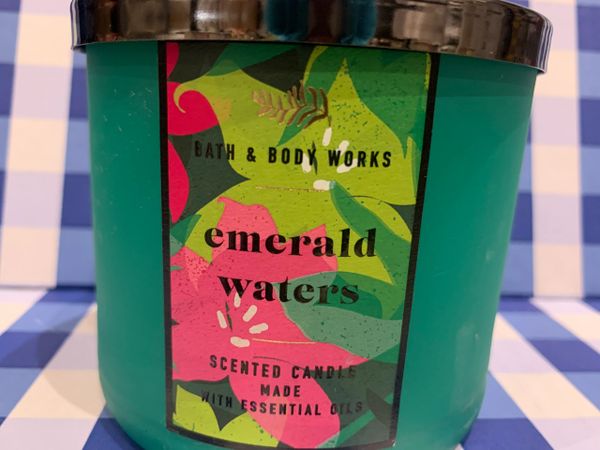 BATH & BODY WORKS
emerald
waters
SCENTED CANDLE
MADE
WITH ESSENTIAL OILS